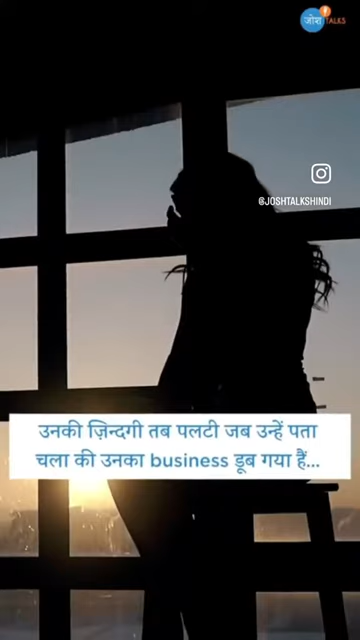 जोश TALKS
@JOSHTALKSHINDI
उनकी ज़िन्दगी तब पलटी जब उन्हें पता
चला की उनका business डूब गया हैं...